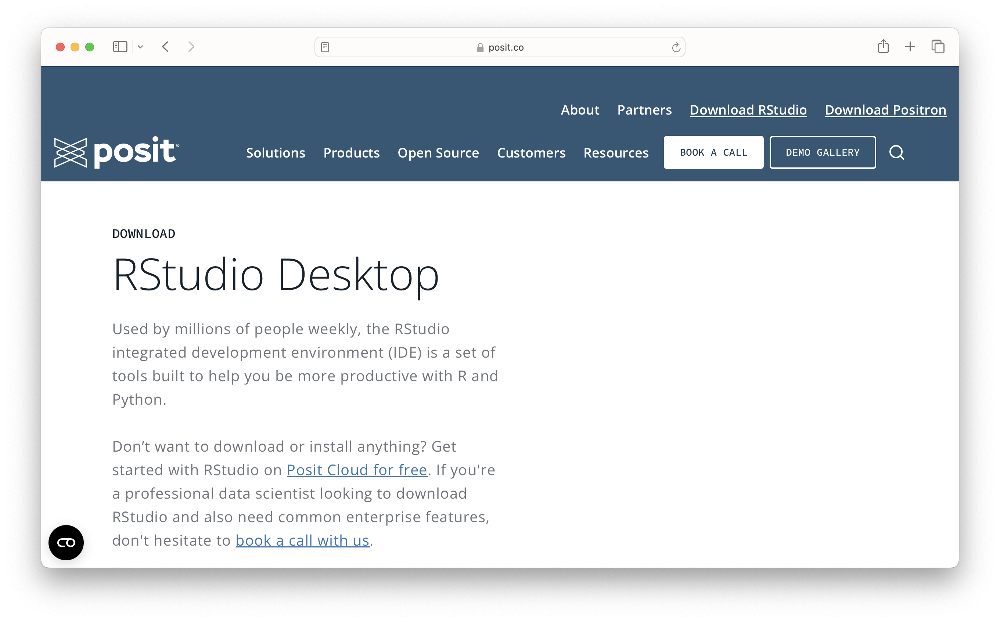 posit.co
About Partners Download RStudio Download Positron
posit®
Solutions Products Open Source Customers Resources BOOK A CALL DEMO GALLERY
DOWNLOAD
RStudio Desktop
Used by millions of people weekly, the RStudio
integrated development environment (IDE) is a set of
tools built to help you be more productive with R and
Python.
Don’t want to download or install anything? Get
started with RStudio on Posit Cloud for free. If you're
a professional data scientist looking to download
RStudio and also need common enterprise features,
don't hesitate to book a call with us.